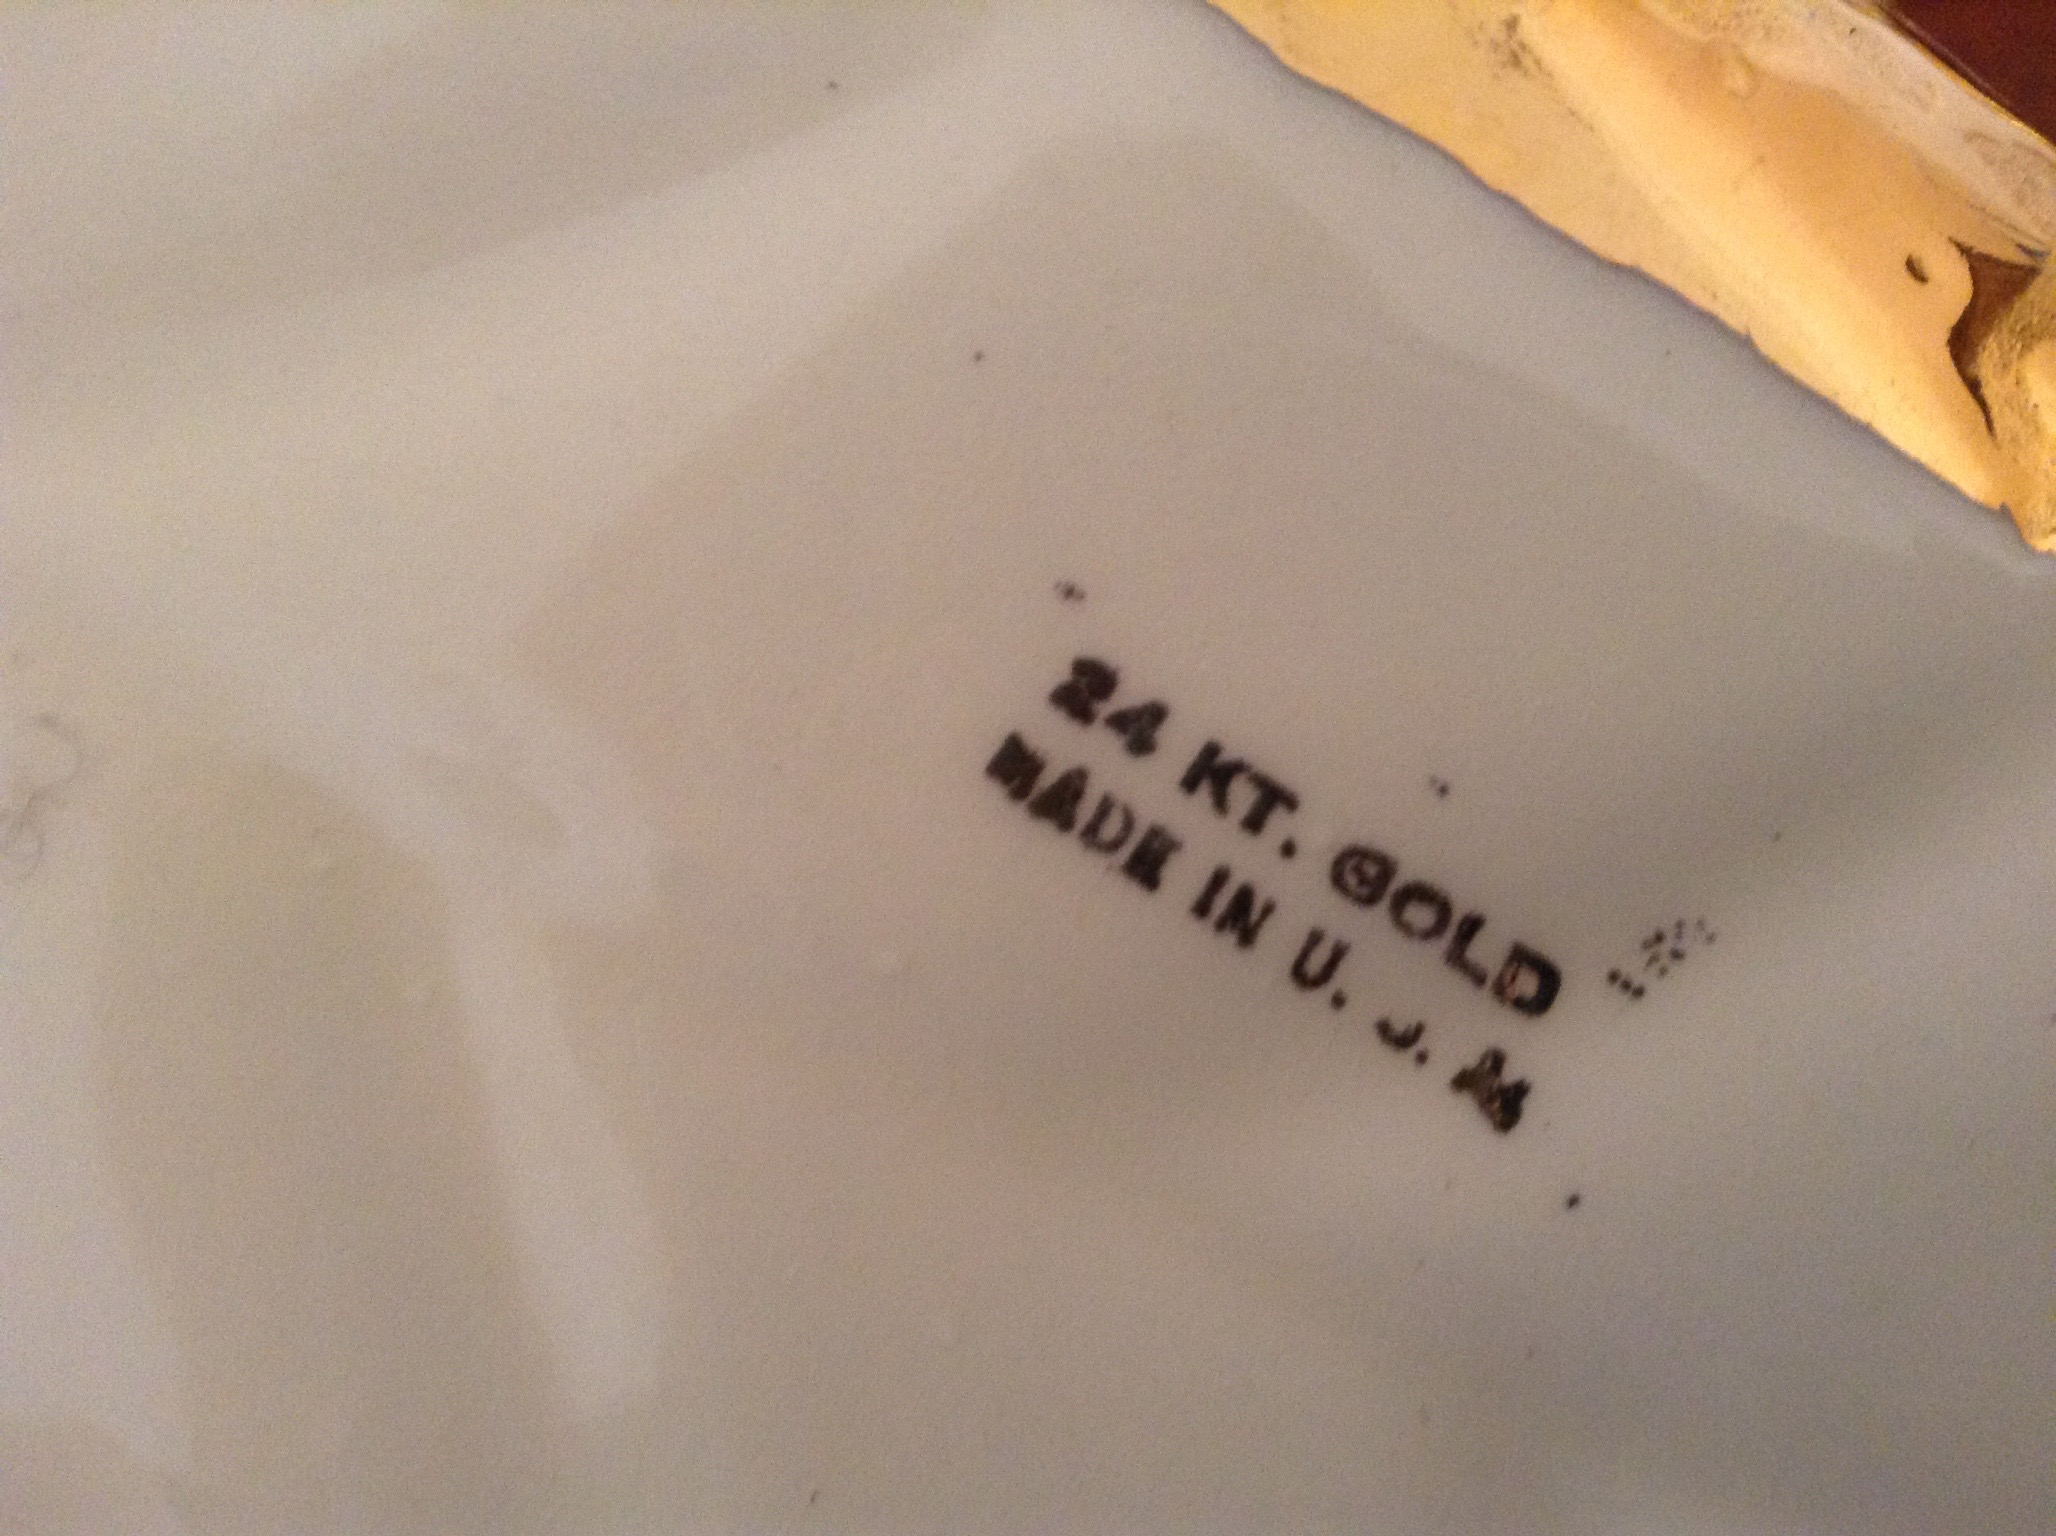 24 KT. GOLD
MADE IN U. S. A